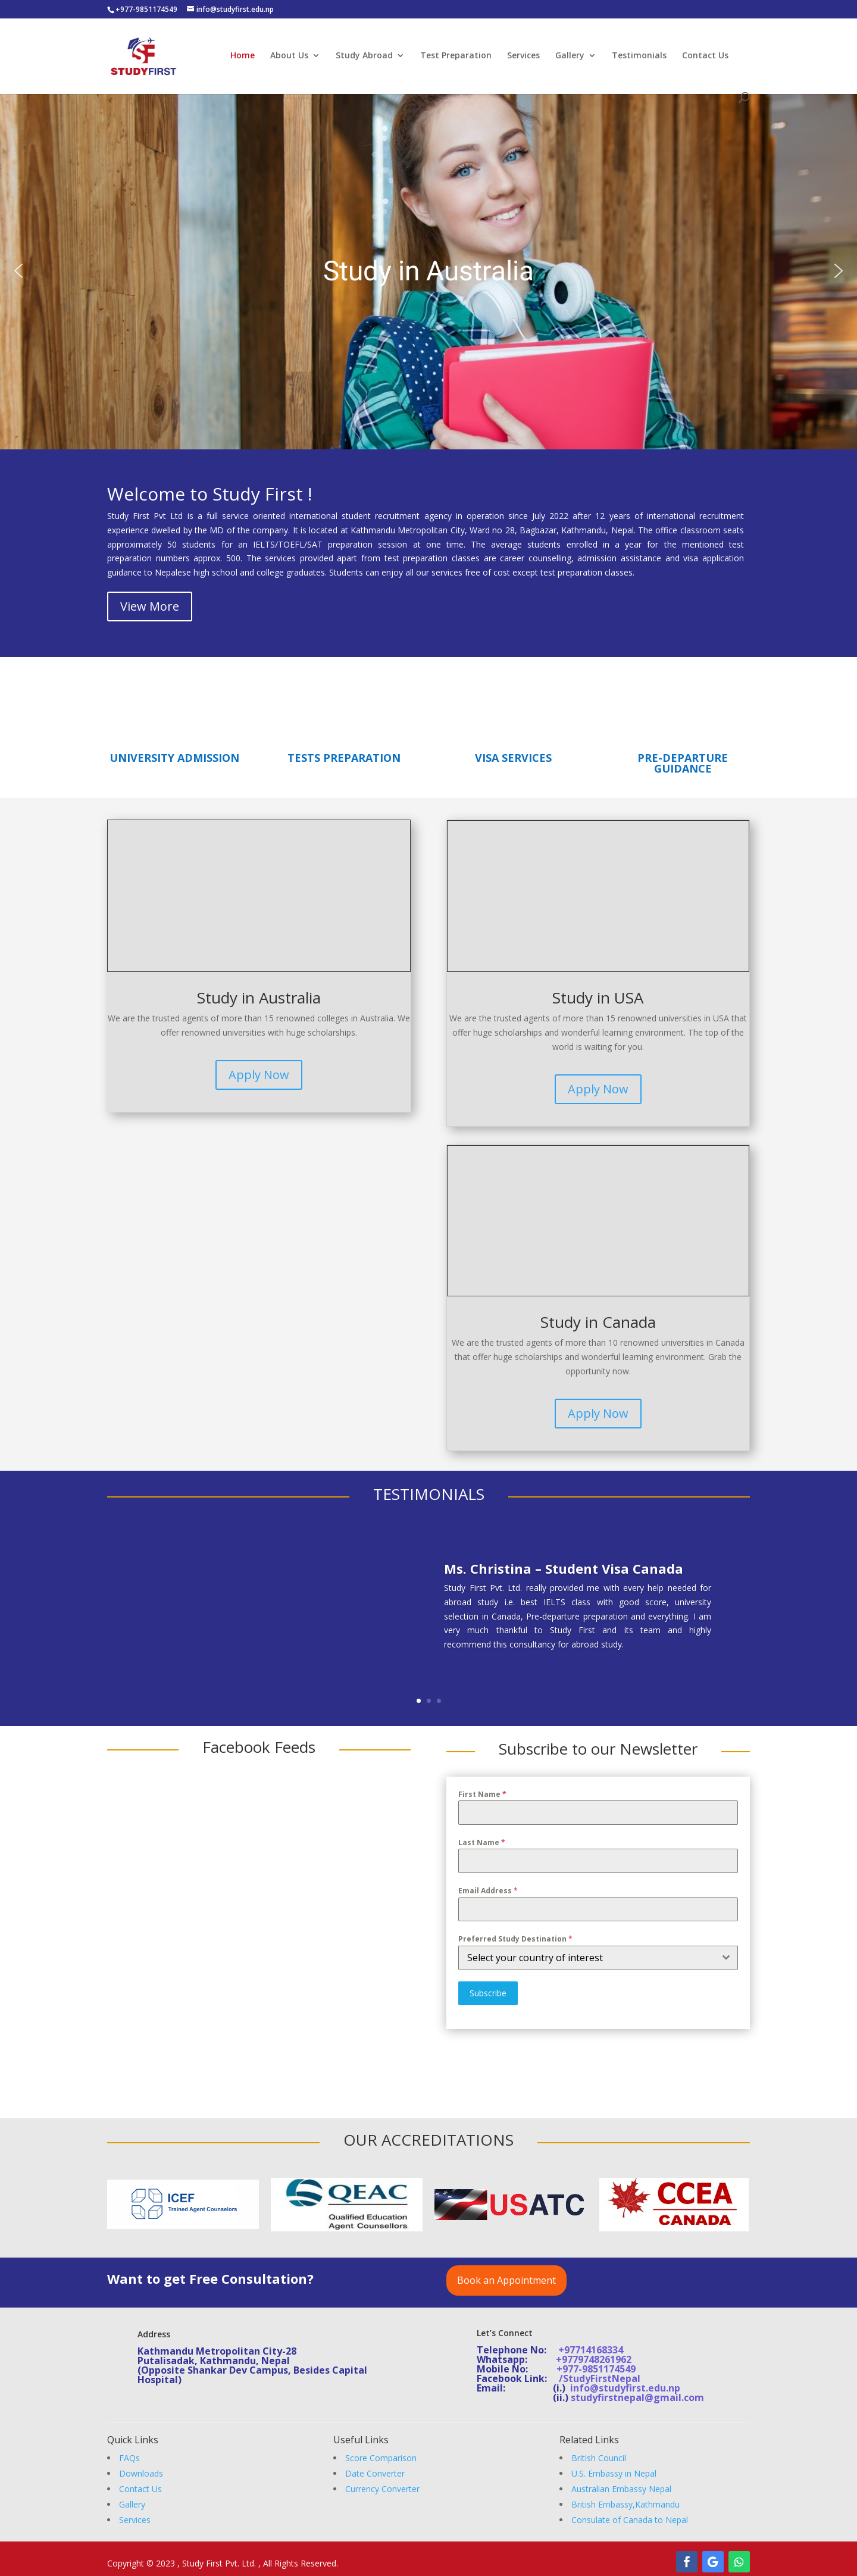 +977-9851174549 info@studyfirst.edu.np
SF
STUDYFIRST
Home About Us Study Abroad Test Preparation Services Gallery Testimonials Contact Us
Study in Australia
Welcome to Study First !
Study First Pvt Ltd is a full service oriented international student recruitment agency in operation since July 2022 after 12 years of international recruitment
experience dwelled by the MD of the company. It is located at Kathmandu Metropolitan City, Ward no 28, Bagbazar, Kathmandu, Nepal. The office classroom seats
approximately 50 students for an IELTS/TOEFL/SAT preparation session at one time. The average students enrolled in a year for the mentioned test
preparation numbers approx. 500. The services provided apart from test preparation classes are career counselling, admission assistance and visa application
guidance to Nepalese high school and college graduates. Students can enjoy all our services free of cost except test preparation classes.
View More
UNIVERSITY ADMISSION
TESTS PREPARATION
VISA SERVICES
PRE-DEPARTURE
GUIDANCE
Study in Australia
We are the trusted agents of more than 15 renowned colleges in Australia. We
offer renowned universities with huge scholarships.
Apply Now
Study in USA
We are the trusted agents of more than 15 renowned universities in USA that
offer huge scholarships and wonderful learning environment. The top of the
world is waiting for you.
Apply Now
Study in Canada
We are the trusted agents of more than 10 renowned universities in Canada
that offer huge scholarships and wonderful learning environment. Grab the
opportunity now.
Apply Now
TESTIMONIALS
Ms. Christina – Student Visa Canada
Study First Pvt. Ltd. really provided me with every help needed for
abroad study i.e. best IELTS class with good score, university
selection in Canada, Pre-departure preparation and everything. I am
very much thankful to Study First and its team and highly
recommend this consultancy for abroad study.
Facebook Feeds
Subscribe to our Newsletter
First Name *
Last Name *
Email Address *
Preferred Study Destination *
Select your country of interest
Subscribe
OUR ACCREDITATIONS
ICEF
Trained Agent Counselors
QEAC
Qualified Education
Agent Counsellors
USATC
CCEA
CANADA
Want to get Free Consultation?
Book an Appointment
Address
Kathmandu Metropolitan City-28
Putalisadak, Kathmandu, Nepal
(Opposite Shankar Dev Campus, Besides Capital
Hospital)
Let's Connect
Telephone No: +97714168334
Whatsapp: +9779748261962
Mobile No: +977-9851174549
Facebook Link: /StudyFirstNepal
Email: (i.) info@studyfirst.edu.np
(ii.) studyfirstnepal@gmail.com
Quick Links
FAQs
Downloads
Contact Us
Gallery
Services
Useful Links
Score Comparison
Date Converter
Currency Converter
Related Links
British Council
U.S. Embassy in Nepal
Australian Embassy Nepal
British Embassy,Kathmandu
Consulate of Canada to Nepal
Copyright © 2023 , Study First Pvt. Ltd. , All Rights Reserved.